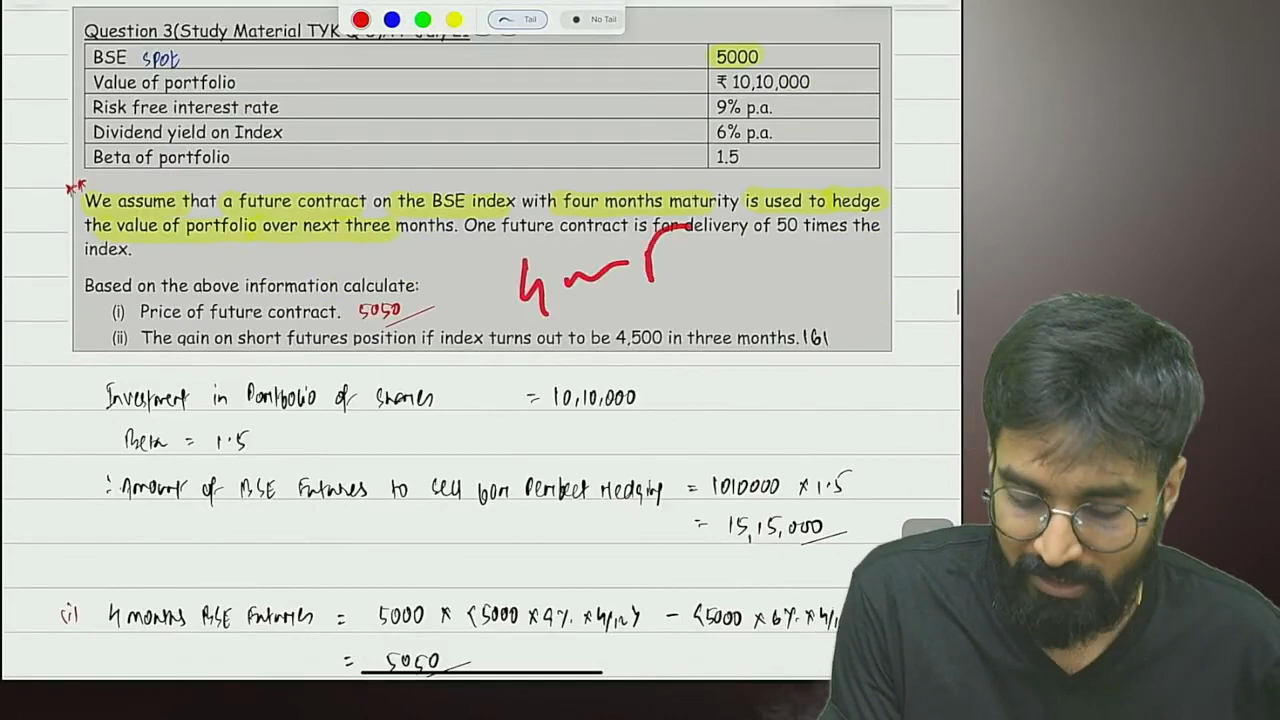 Tail
No Tail
Question 3(Study Material TYK
BSE spot 5000
Value of portfolio ₹ 10,10,000
Risk free interest rate 9% p.a.
Dividend yield on Index 6% p.a.
Beta of portfolio 1.5
** We assume that a future contract on the BSE index with four months maturity is used to hedge
the value of portfolio over next three months. One future contract is for delivery of 50 times the
index.
Based on the above information calculate:
(i) Price of future contract. 5050
(ii) The gain on short futures position if index turns out to be 4,500 in three months.
Investment in Portfolio of shares = 10,10,000
Beta = 1.5
∴ Amount of BSE Futures to sell for Perfect Hedging = 1010000 × 1.5
= 15,15,000
(i) 4 months BSE Futures = 5000 × {5000 × 9%. × 4/12} - {5000 × 6%. × 4/1
= 5050